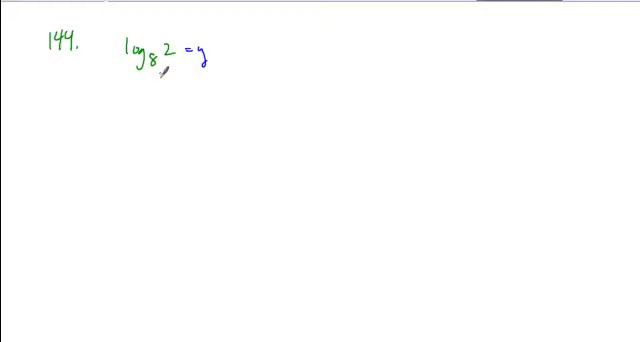 144. log₈ 2 = y